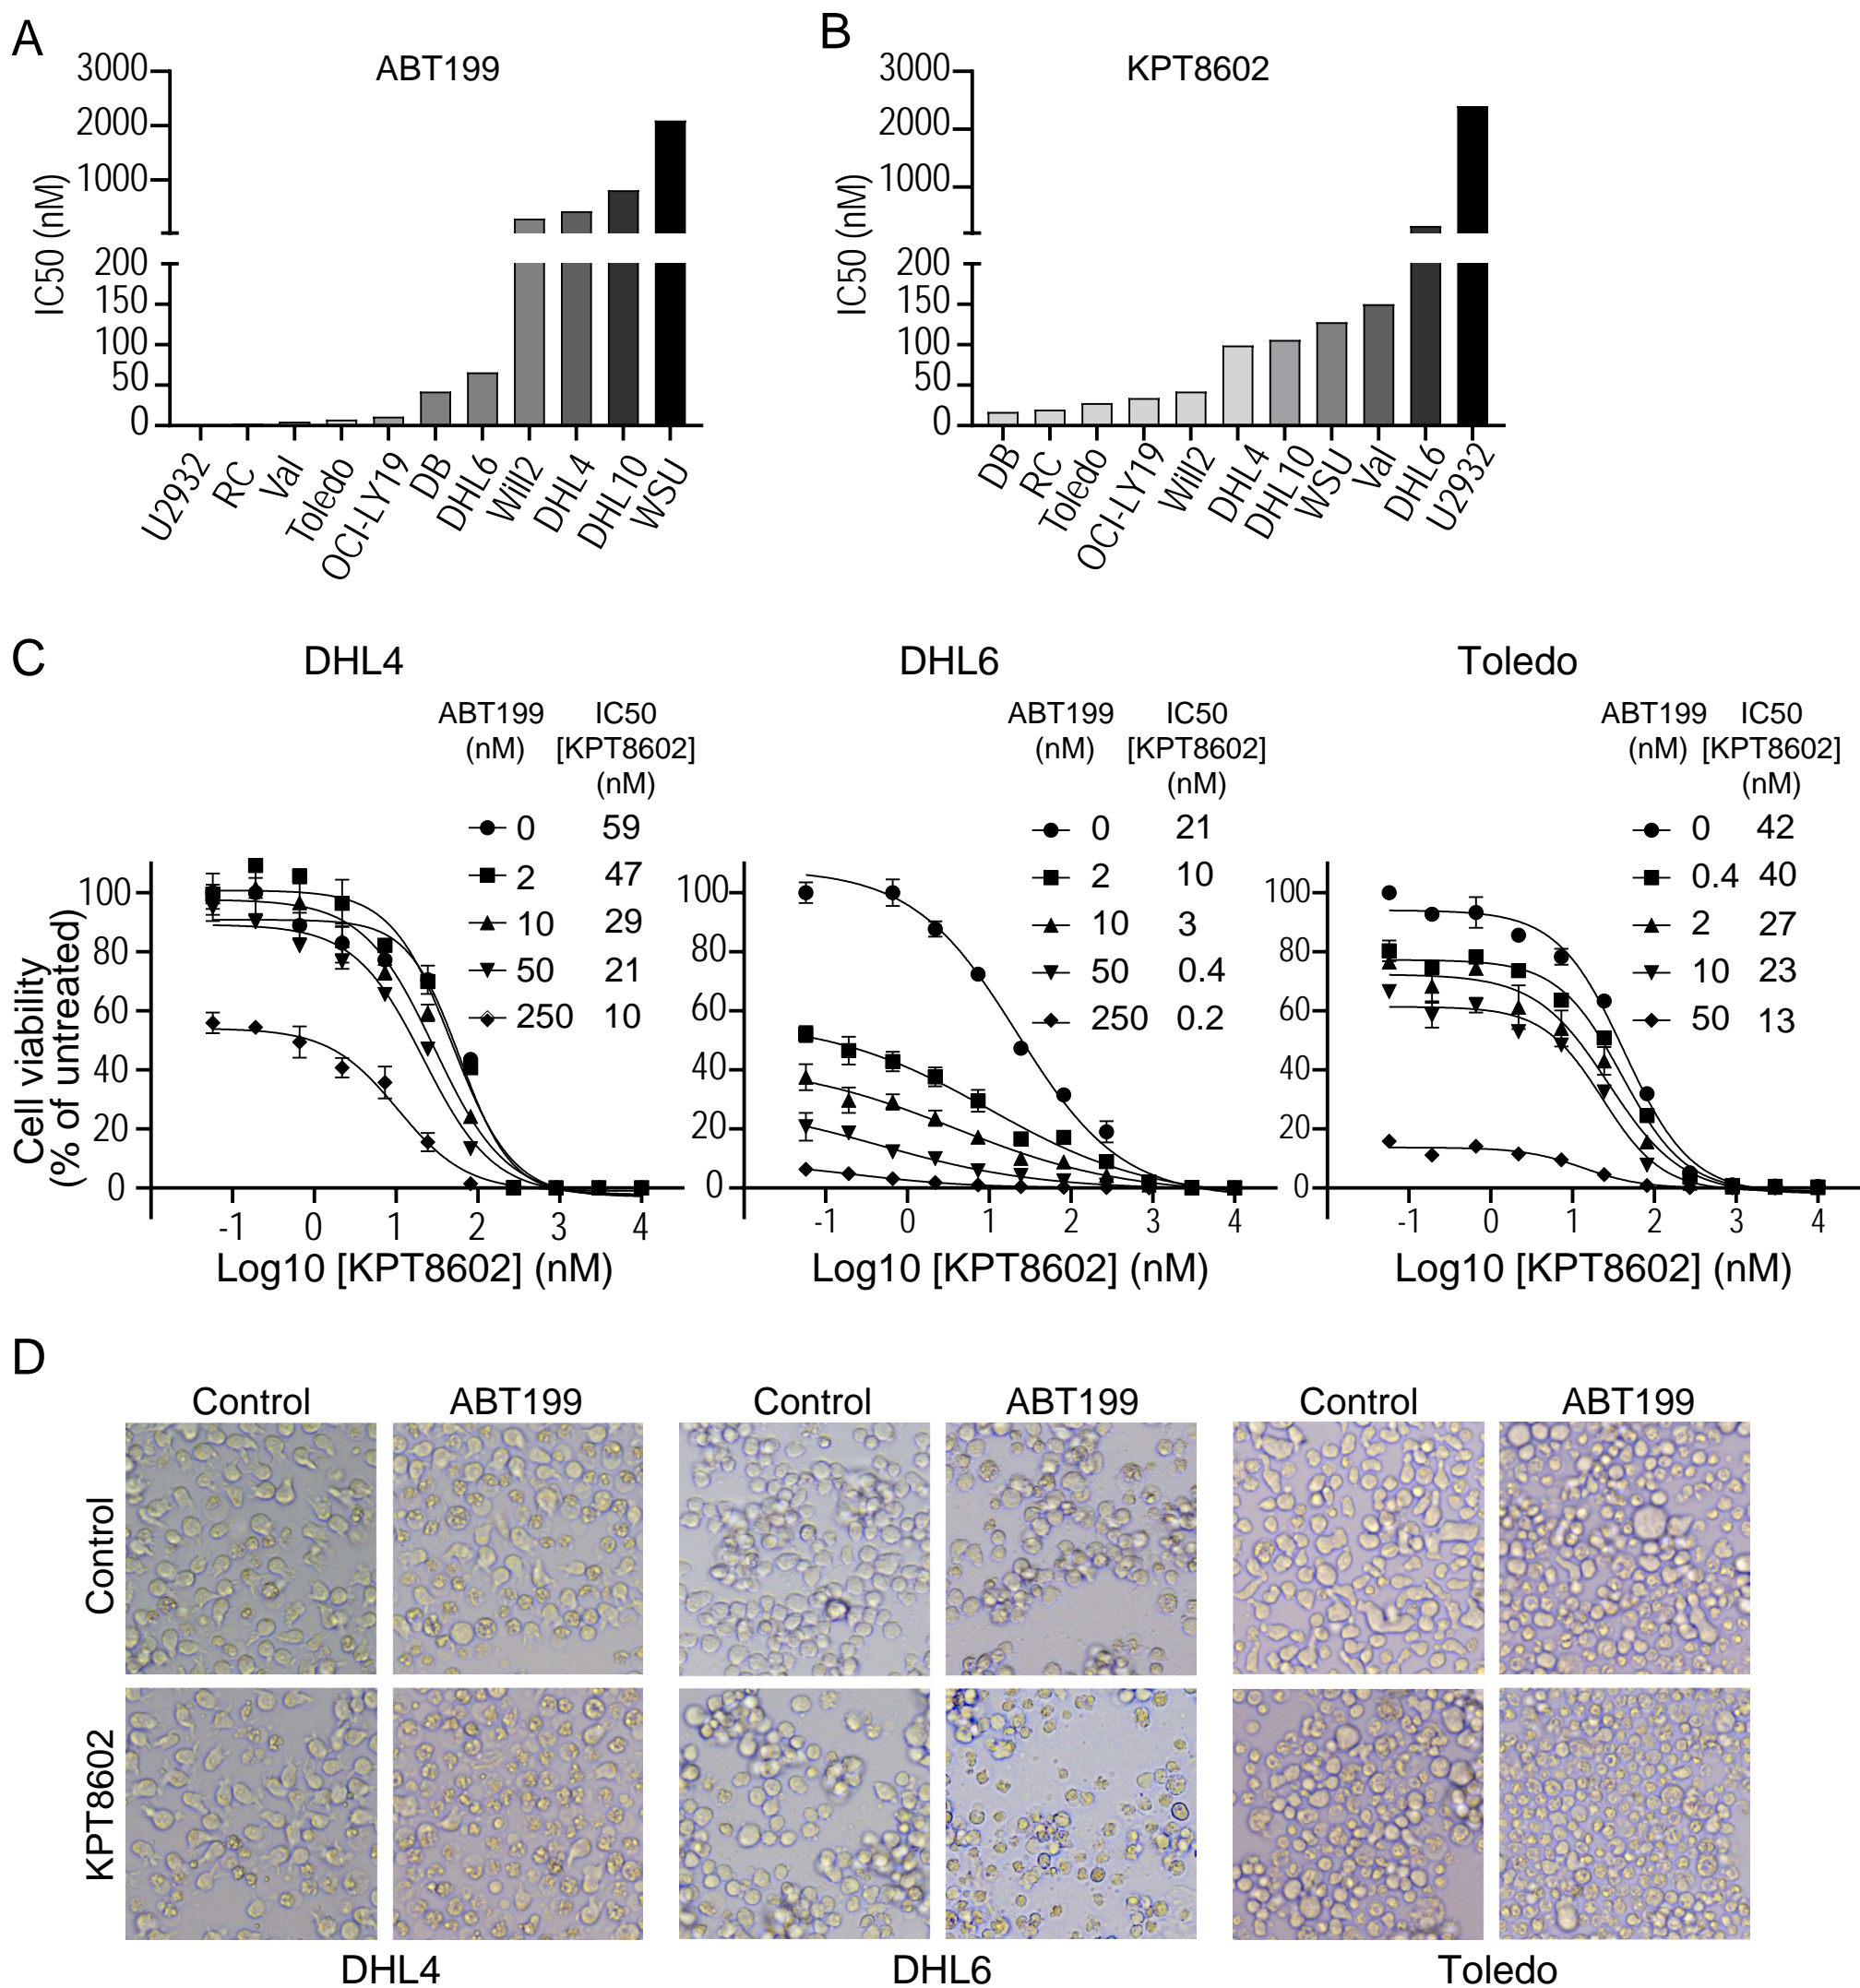 A
ABT199
IC50 (nM)
3000
2000
1000
200
150
100
50
0
U2932
RC
Val
Toledo
OCI-LY19
DB
DHL6
Will2
DHL4
DHL10
WSU
B
KPT8602
IC50 (nM)
3000
2000
1000
200
150
100
50
0
DB
RC
Toledo
OCI-LY19
Will2
DHL4
DHL10
WSU
Val
DHL6
U2932
C
DHL4
ABT199 IC50
(nM) [KPT8602]
(nM)
0 59
2 47
10 29
50 21
250 10
Cell viability
(% of untreated)
100
80
60
40
20
0
-1 0 1 2 3 4
Log10 [KPT8602] (nM)
DHL6
ABT199 IC50
(nM) [KPT8602]
(nM)
0 21
2 10
10 3
50 0.4
250 0.2
100
80
60
40
20
0
-1 0 1 2 3 4
Log10 [KPT8602] (nM)
Toledo
ABT199 IC50
(nM) [KPT8602]
(nM)
0 42
0.4 40
2 27
10 23
50 13
100
80
60
40
20
0
-1 0 1 2 3 4
Log10 [KPT8602] (nM)
D
Control ABT199 Control ABT199 Control ABT199
Control
KPT8602
DHL4 DHL6 Toledo